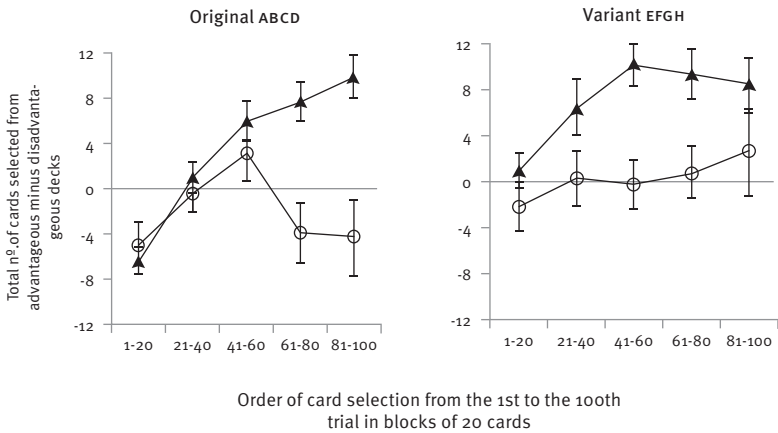 Original ABCD
Variant EFGH
Total nº.of cards selected from
advantageous minus disadvanta-
geous decks
12
8
4
0
-4
-8
-12
1-20 21-40 41-60 61-80 81-100
12
8
4
0
-4
-8
-12
1-20 21-40 41-60 61-80 81-100
Order of card selection from the 1st to the 100th
trial in blocks of 20 cards